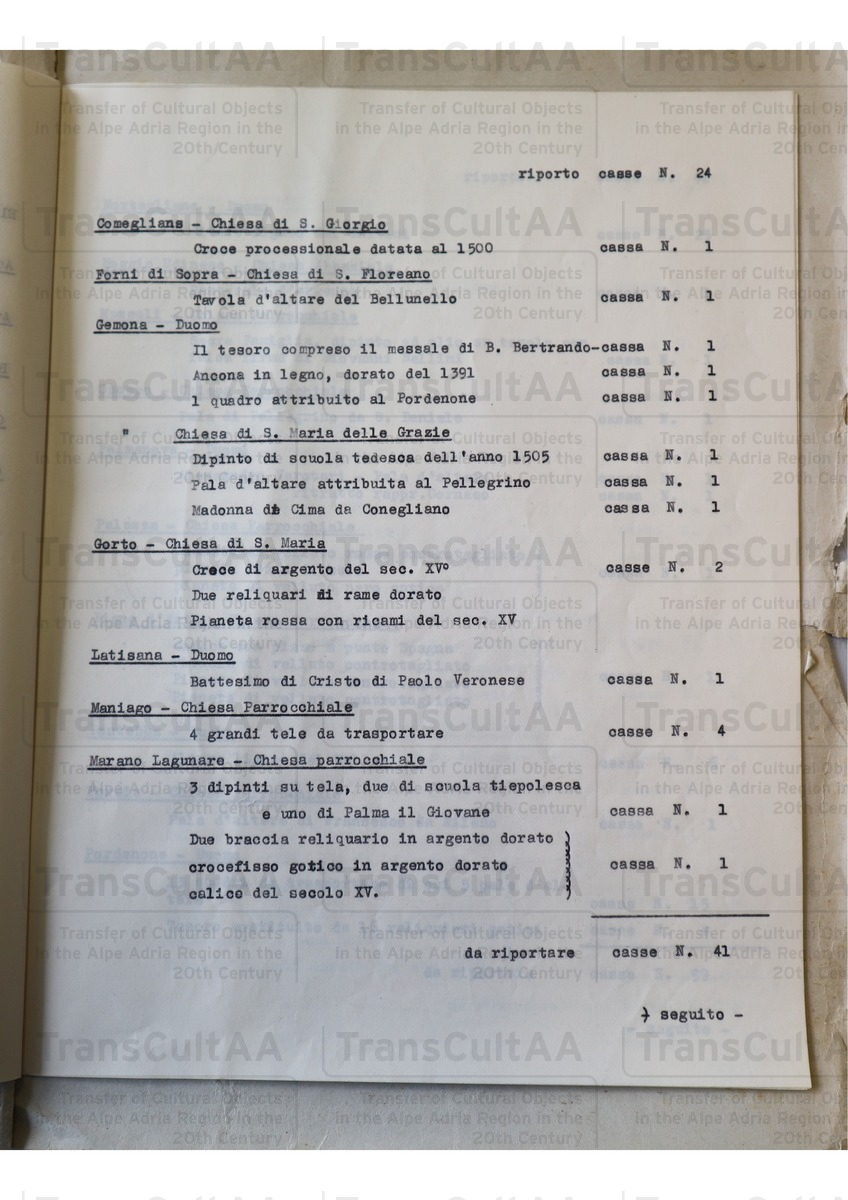 riporto casse N. 24
Comeglians - Chiesa di S. Giorgio
Croce processionale datata al 1500 cassa N. 1
Forni di Sopra - Chiesa di S. Floreano
Tavola d'altare del Bellunello cassa N. 1
Gemona - Duomo
Il tesoro compreso il messale di B. Bertrando-cassa N. 1
Ancona in legno, dorato del 1391 cassa N. 1
1 quadro attribuito al Pordenone cassa N. 1
" Chiesa di S. Maria delle Grazie
Dipinto di scuola tedesca dell'anno 1505 cassa N. 1
Pala d'altare attribuita al Pellegrino cassa N. 1
Madonna di Cima da Conegliano cassa N. 1
Gorto - Chiesa di S. Maria
Croce di argento del sec. XVº casse N. 2
Due reliquari di rame dorato
Pianeta rossa con ricami del sec. XV
Latisana - Duomo
Battesimo di Cristo di Paolo Veronese cassa N. 1
Maniago - Chiesa Parrocchiale
4 grandi tele da trasportare casse N. 4
Marano Lagunare - Chiesa parrocchiale
3 dipinti su tela, due di scuola tiepolesca
e uno di Palma il Giovane cassa N. 1
Due braccia reliquario in argento dorato
crocefisso gotico in argento dorato cassa N. 1
calice del secolo XV.
da riportare casse N. 41
- seguito -
TransCultAA
Transfer of Cultural Objects
in the Alpe Adria Region in the
20th Century